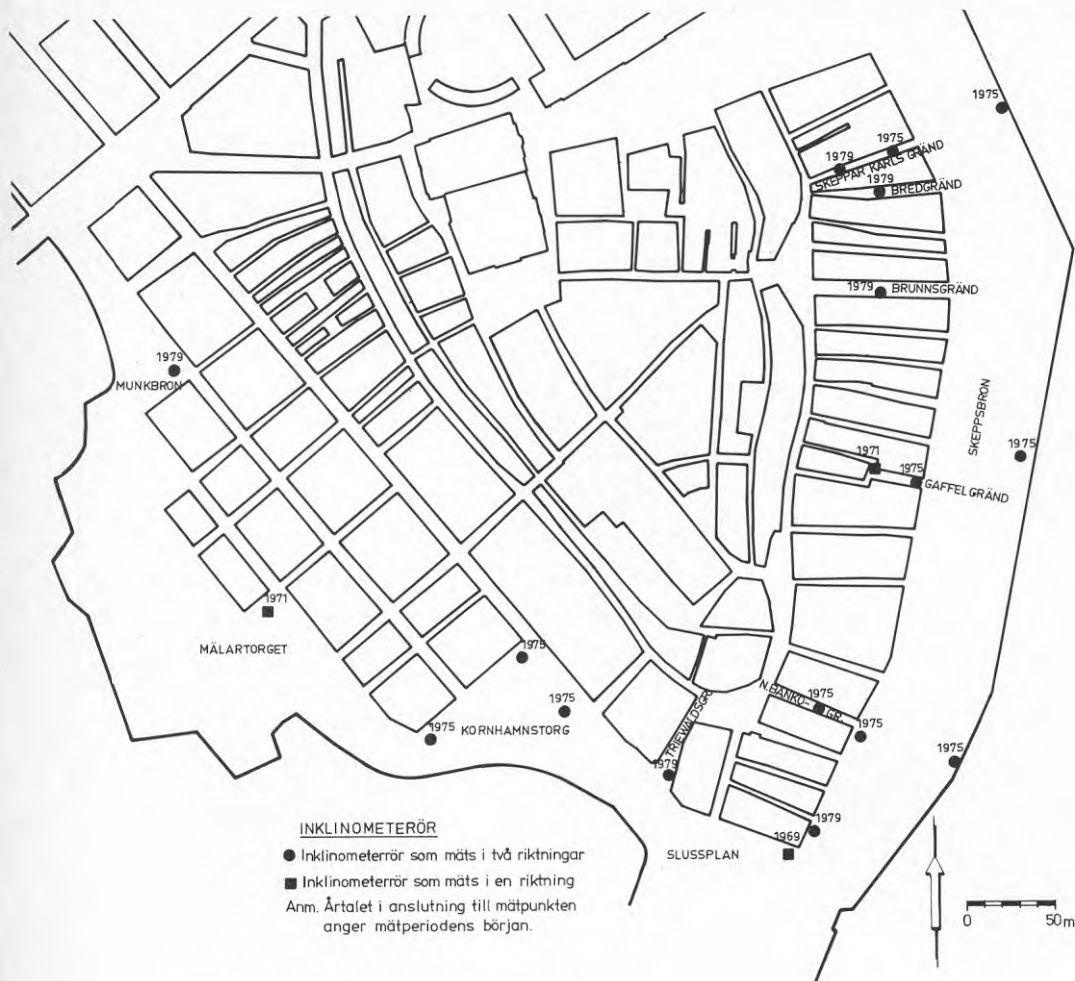 1975
1975
1979
SKEPPAR KARLS GRÄND
1979
BREDGRÄND
1979
BRUNNSGRÄND
1979
MUNKBRON
SKEPPSBRON
1971
1975
1975
GAFFELGRÄND
1971
MÄLARTORGET
1975
1975
1975
KORNHAMNSTORG
TRIEWALDSGR.
1979
N. BANKO-GR.
1975
1975
1975
1979
1969
SLUSSPLAN
INKLINOMETERÖR
Inklinometerrör som mäts i två riktningar
Inklinometerrör som mäts i en riktning
Anm. Årtalet i anslutning till mätpunkten
anger mätperiodens början.
0 50m